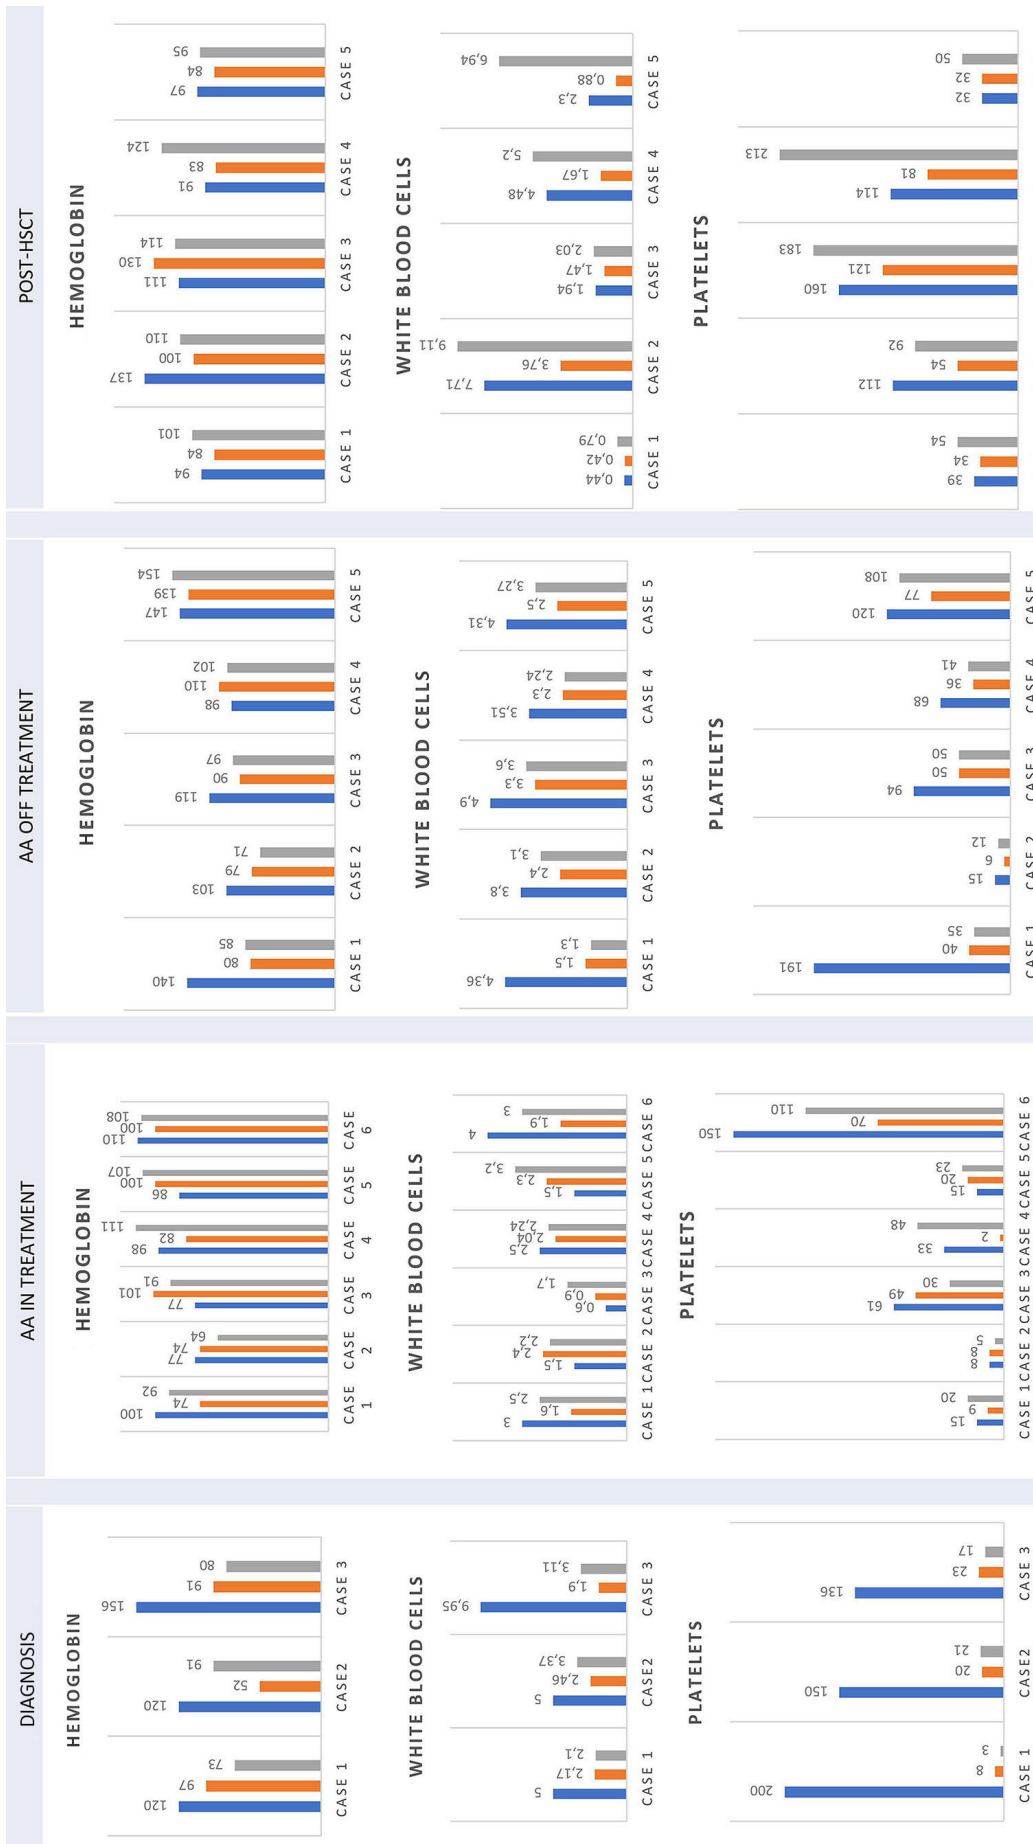 DIAGNOSIS
HEMOGLOBIN
120
97
73
120
52
91
156
91
80
CASE 1
CASE2
CASE 3
WHITE BLOOD CELLS
5
2,17
2,1
5
2,46
3,37
9,95
1,9
3,11
CASE 1
CASE2
CASE 3
PLATELETS
200
8
3
150
20
21
136
23
17
CASE 1
CASE2
CASE 3
AA IN TREATMENT
HEMOGLOBIN
100
74
92
77
74
64
77
101
91
98
82
111
86
100
107
110
100
108
CASE
1
CASE
2
CASE
3
CASE
4
CASE
5
CASE
6
WHITE BLOOD CELLS
3
1,6
2,5
1,5
2,4
2,2
0,6
0,9
1,7
2,5
2,04
2,24
1,5
2,3
3,2
4
1,9
3
CASE 1
CASE 2
CASE 3
CASE 4
CASE 5
CASE 6
PLATELETS
15
9
20
8
8
5
61
49
30
33
2
48
15
20
23
150
70
110
CASE 1
CASE 2
CASE 3
CASE 4
CASE 5
CASE 6
AA OFF TREATMENT
HEMOGLOBIN
140
80
85
103
79
71
119
90
97
98
110
102
147
139
154
CASE 1
CASE 2
CASE 3
CASE 4
CASE 5
WHITE BLOOD CELLS
4,36
1,5
1,3
3,8
2,4
3,1
4,9
3,3
3,6
3,51
2,3
2,24
4,31
2,5
3,27
CASE 1
CASE 2
CASE 3
CASE 4
CASE 5
PLATELETS
191
40
35
15
6
12
94
50
50
68
36
41
120
77
108
CASE 1
CASE 2
CASE 3
CASE 4
CASE 5
POST-HSCT
HEMOGLOBIN
94
84
101
137
100
110
111
130
114
91
83
124
97
84
95
CASE 1
CASE 2
CASE 3
CASE 4
CASE 5
WHITE BLOOD CELLS
0,44
0,42
0,79
7,71
3,76
9,11
1,94
1,47
2,03
4,48
1,67
5,2
2,3
0,88
6,94
CASE 1
CASE 2
CASE 3
CASE 4
CASE 5
PLATELETS
39
34
54
112
54
92
160
121
183
114
81
213
32
32
50